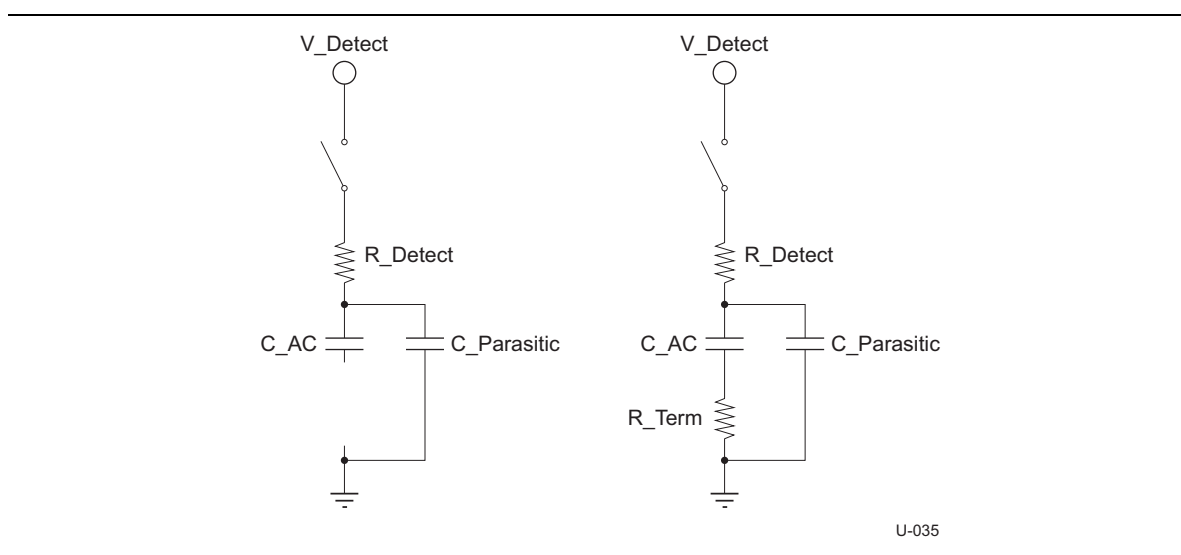 V_Detect
V_Detect
R_Detect
R_Detect
C_AC
C_Parasitic
C_AC
C_Parasitic
R_Term
U-035